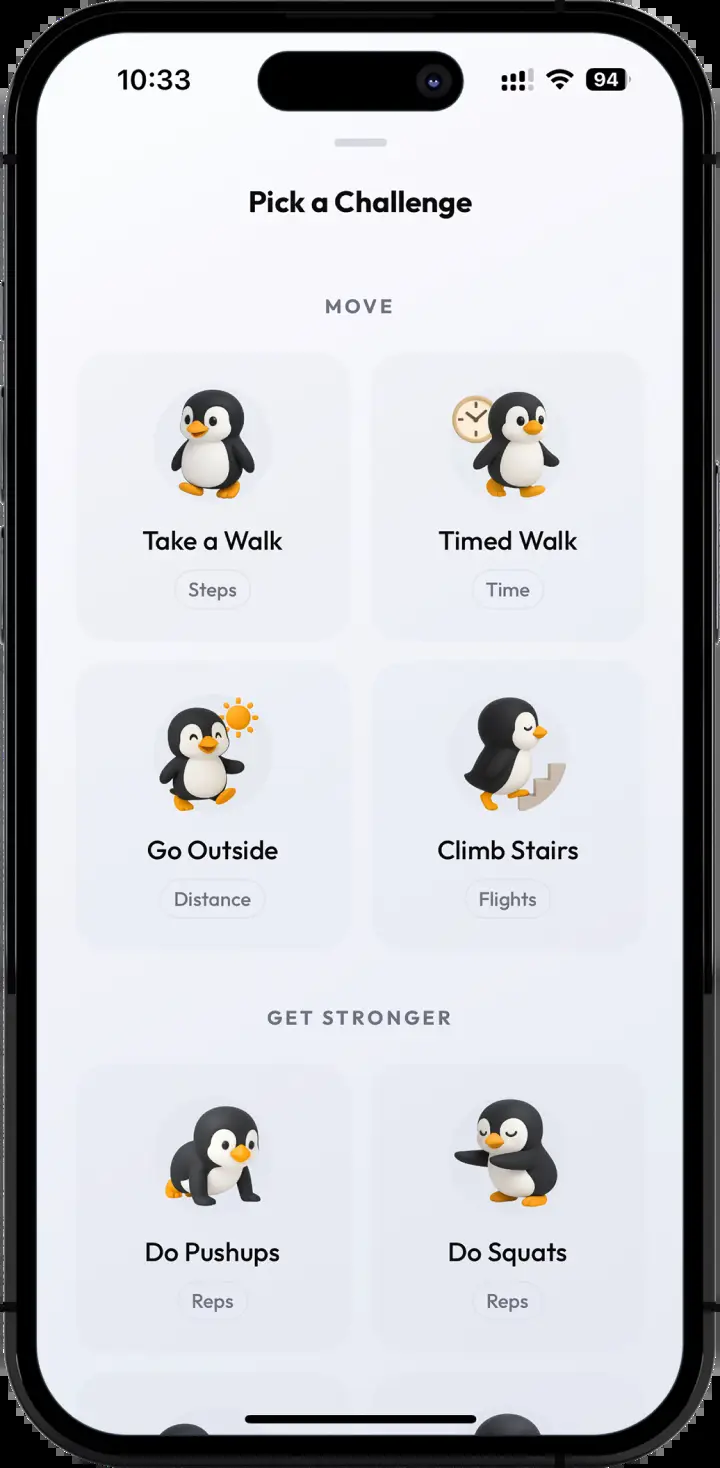 10:33
94
Pick a Challenge
MOVE
Take a Walk
Timed Walk
Steps
Time
Go Outside
Climb Stairs
Distance
Flights
GET STRONGER
Do Pushups
Do Squats
Reps
Reps